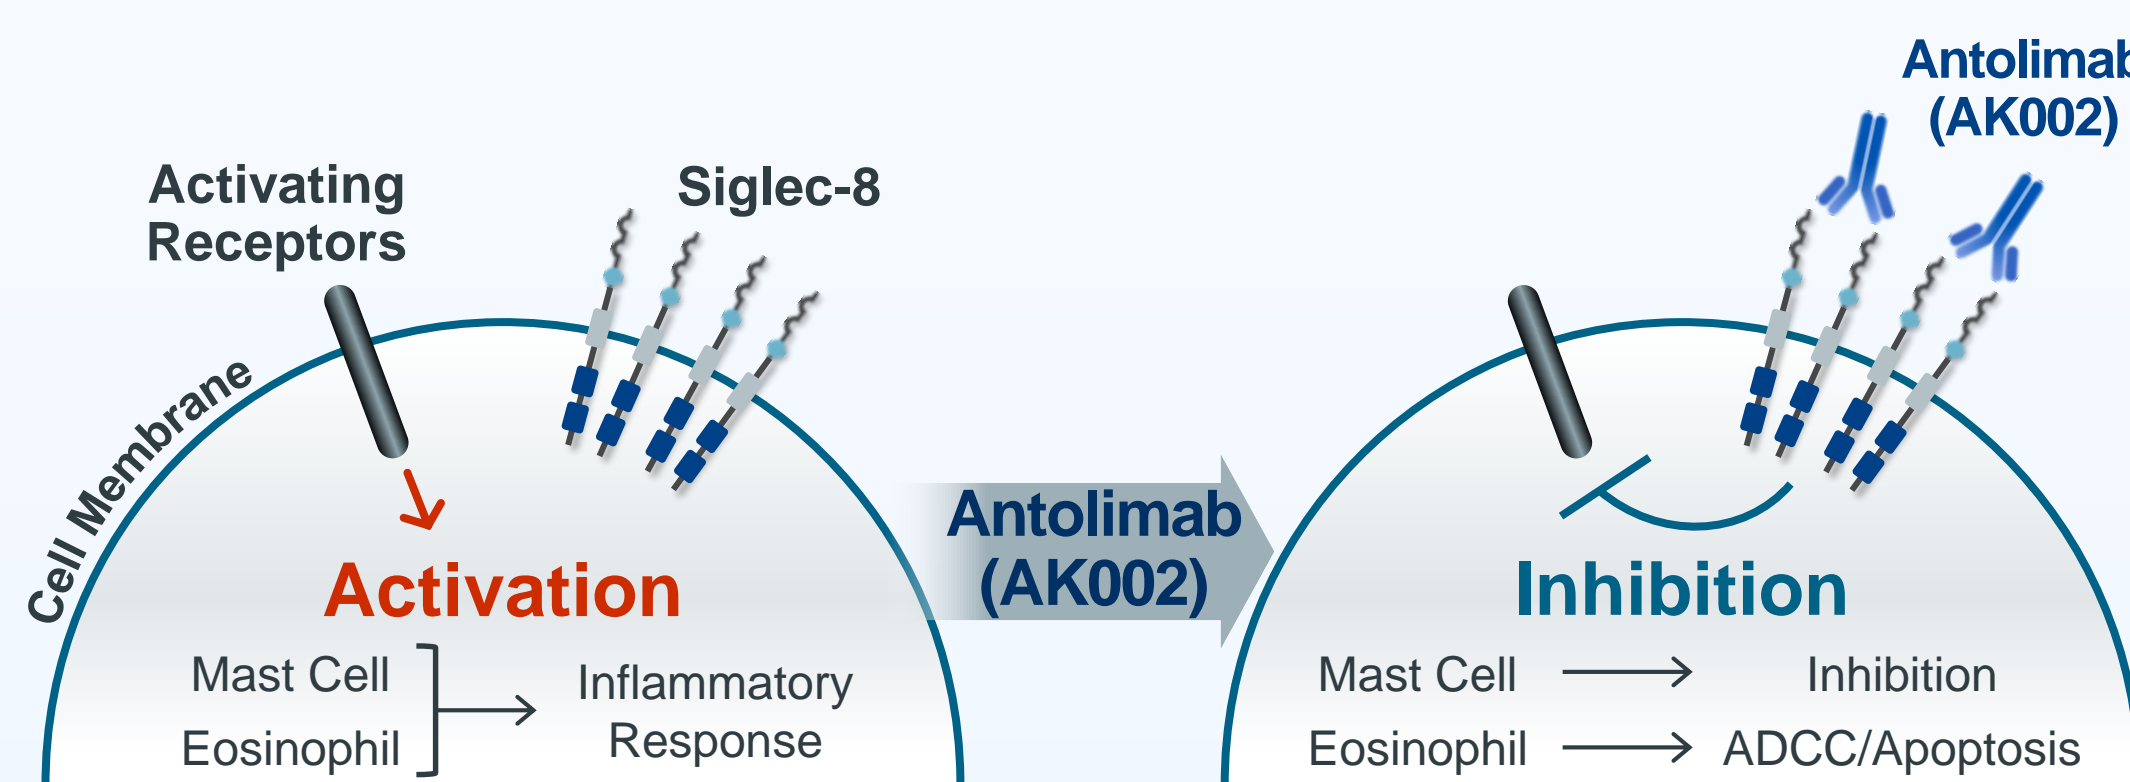 Activating
Receptors
Siglec-8
Cell Membrane
Activation
Mast Cell
Eosinophil
Inflammatory
Response
Antolimab
(AK002)
Antolimab
(AK002)
Inhibition
Mast Cell
Inhibition
Eosinophil
ADCC/Apoptosis